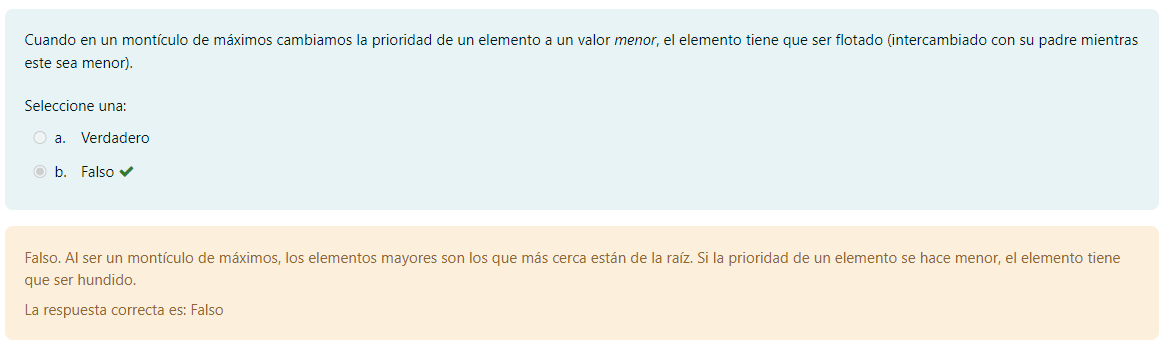 Cuando en un montículo de máximos cambiamos la prioridad de un elemento a un valor menor, el elemento tiene que ser flotado (intercambiado con su padre mientras
este sea menor).
Seleccione una:
a. Verdadero
b. Falso
Falso. Al ser un montículo de máximos, los elementos mayores son los que más cerca están de la raíz. Si la prioridad de un elemento se hace menor, el elemento tiene
que ser hundido.
La respuesta correcta es: Falso